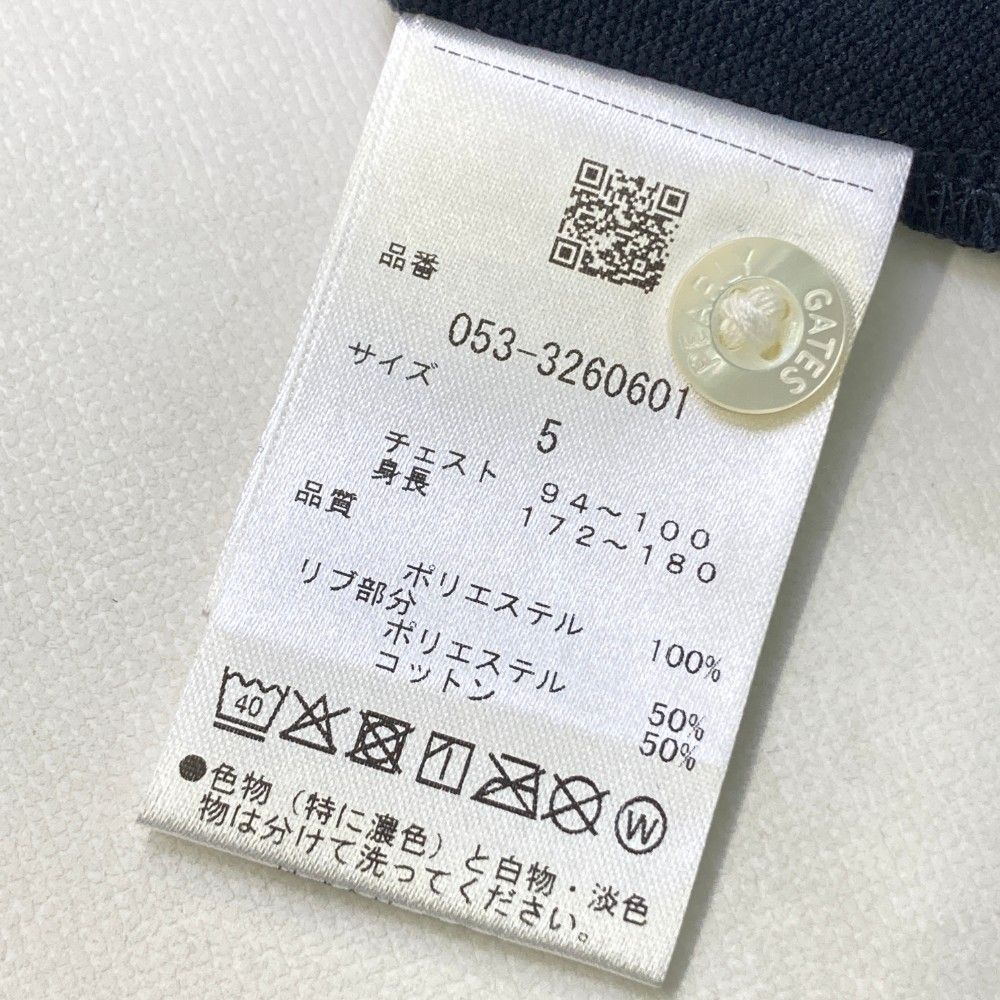 品番
053-3260601
PEARLY GATES
サイズ
5
チェスト ９４～１００
身長 １７２～１８０
品質
ポリエステル 100%
リブ部分
ポリエステル 50%
コットン 50%
40
W
●色物（特に濃色）と白物・淡色
物は分けて洗ってください。